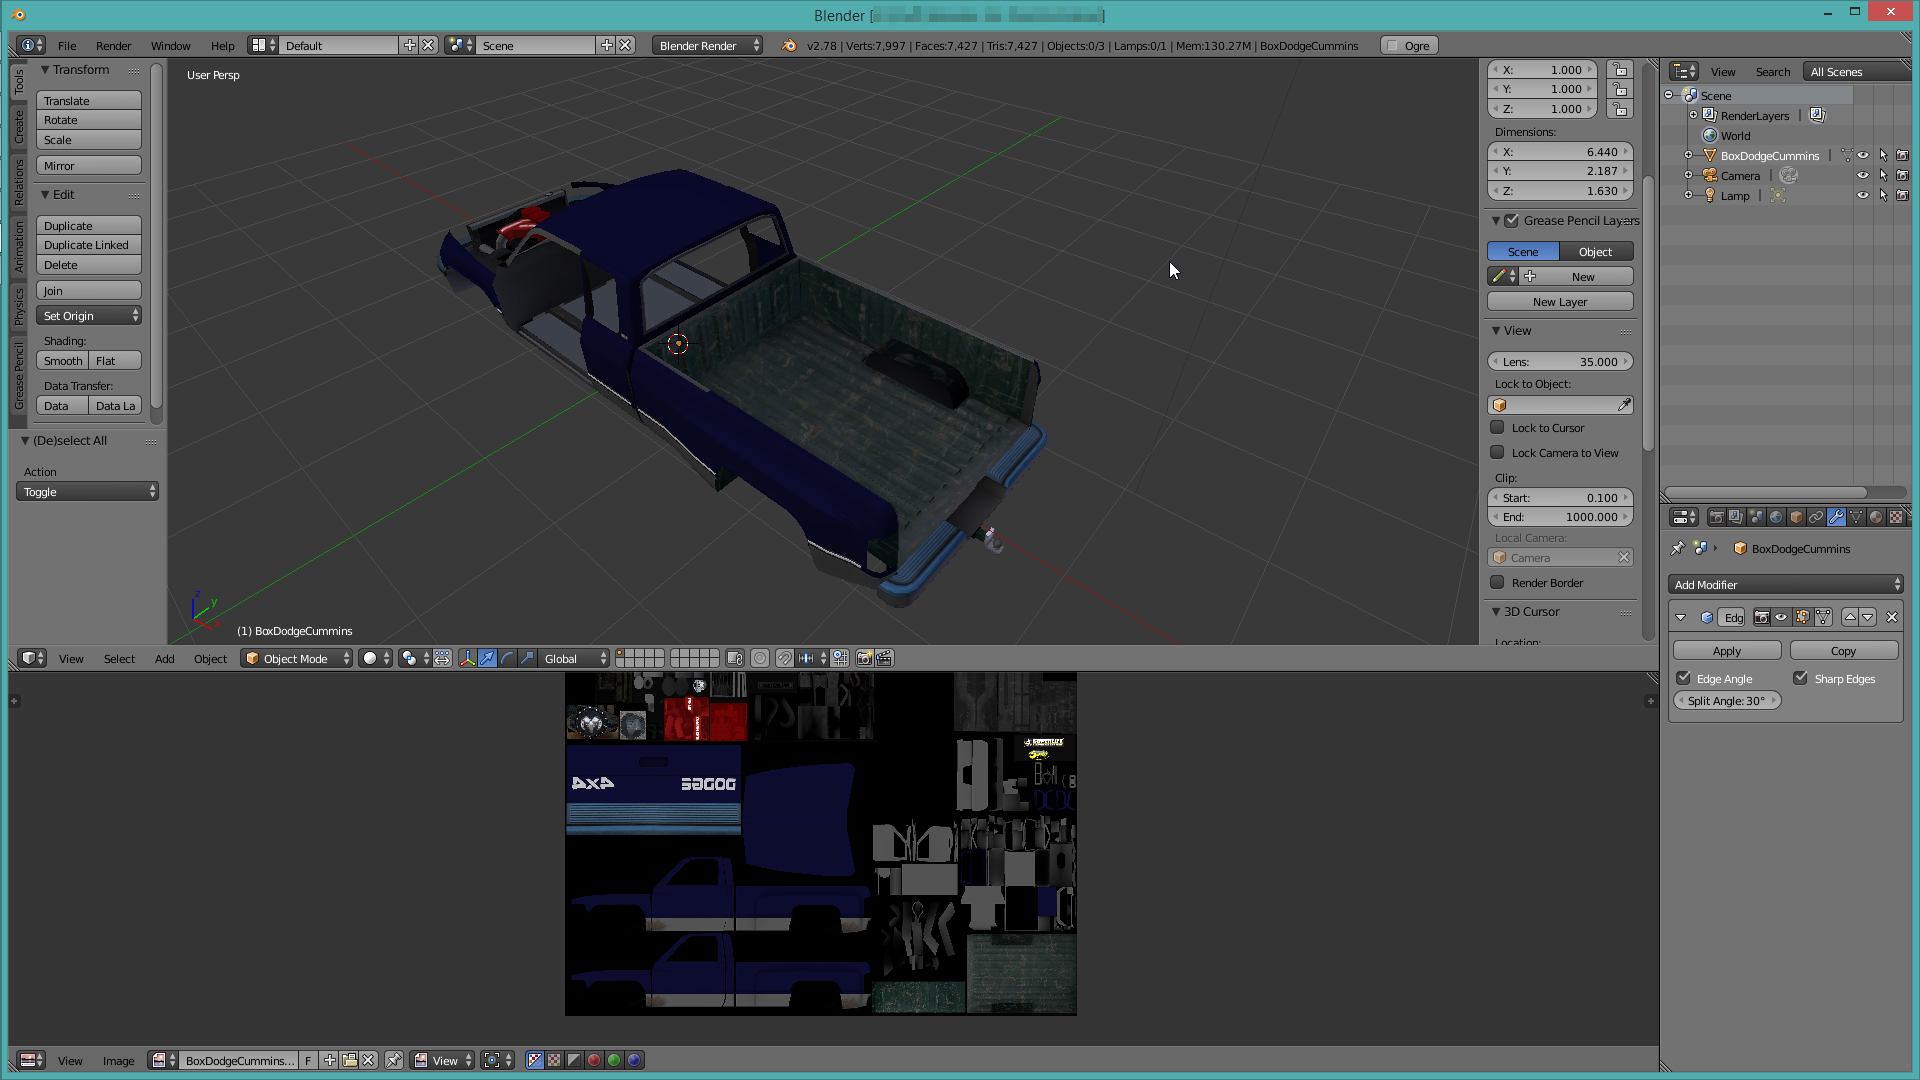 Blender [
File Render Window Help Default Scene Blender Render v2.78 | Verts:7,997 | Faces:7,427 | Tris:7,427 | Objects:0/3 | Lamps:0/1 | Mem:130.27M | BoxDodgeCummins Ogre
Tools
Create
Relations
Animation
Physics
Grease Pencil
Transform
Translate
Rotate
Scale
Mirror
Edit
Duplicate
Duplicate Linked
Delete
Join
Set Origin
Shading:
Smooth Flat
Data Transfer:
Data Data La
(De)select All
Action
Toggle
User Persp
z
y
x
(1) BoxDodgeCummins
X: 1.000
Y: 1.000
Z: 1.000
Dimensions:
X: 6.440
Y: 2.187
Z: 1.630
Grease Pencil Layers
Scene Object
New
New Layer
View
Lens: 35.000
Lock to Object:
Lock to Cursor
Lock Camera to View
Clip:
Start: 0.100
End: 1000.000
Local Camera:
Camera
Render Border
3D Cursor
Location:
View Search All Scenes
Scene
RenderLayers
World
BoxDodgeCummins
Camera
Lamp
BoxDodgeCummins
Add Modifier
Edg
Apply Copy
Edge Angle Sharp Edges
Split Angle: 30°
View Select Add Object Object Mode Global
4X4 DODGE
View Image BoxDodgeCummins... F View